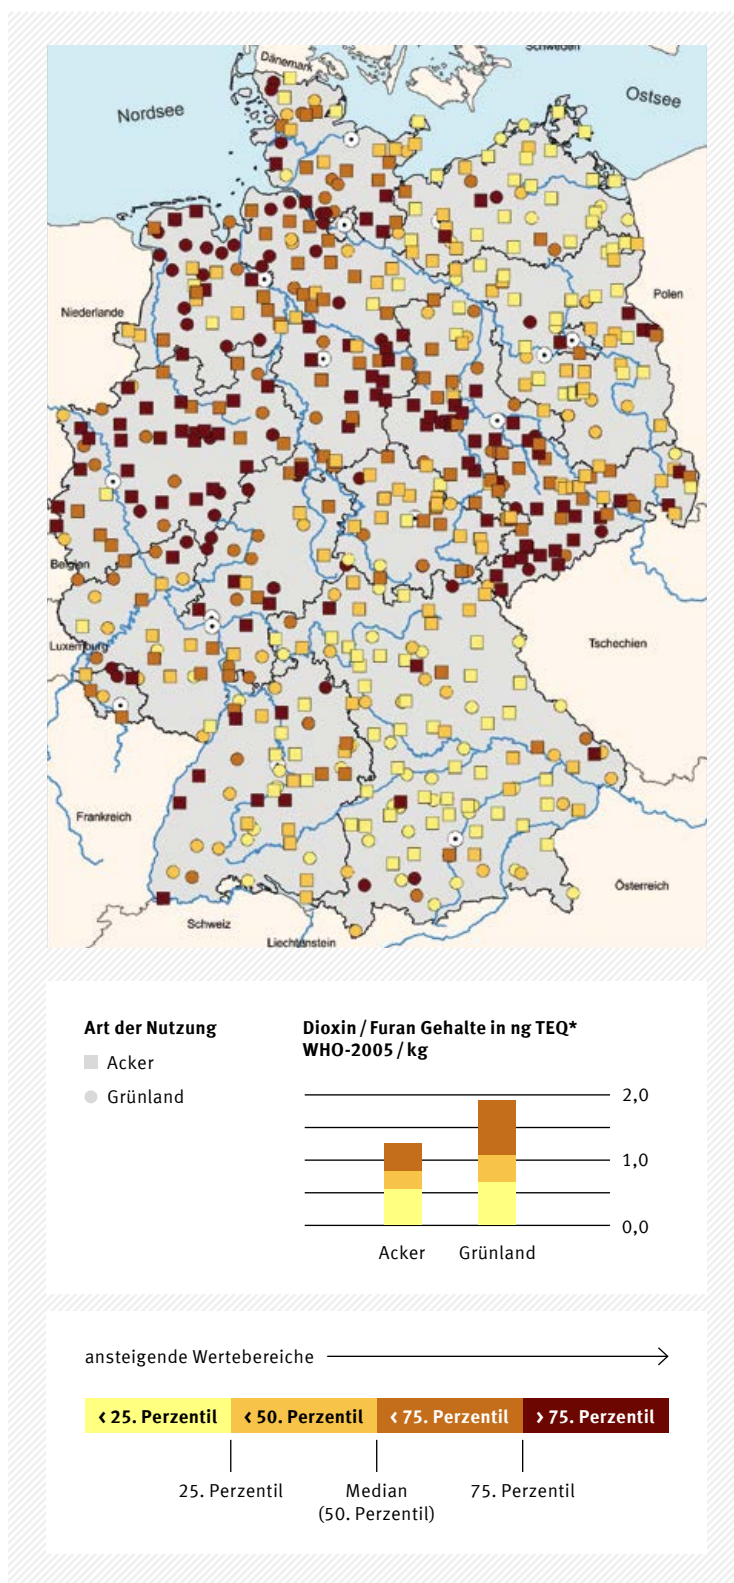 Schweden
Dänemark
Nordsee
Ostsee
Polen
Niederlande
Belgien
Tschechien
Luxemburg
Frankreich
Österreich
Schweiz
Liechtenstein
Art der Nutzung
Acker
Grünland
Dioxin / Furan Gehalte in ng TEQ*
WHO-2005 / kg
2,0
1,0
0,0
Acker Grünland
ansteigende Wertebereiche
< 25. Perzentil < 50. Perzentil < 75. Perzentil > 75. Perzentil
25. Perzentil Median 75. Perzentil
(50. Perzentil)